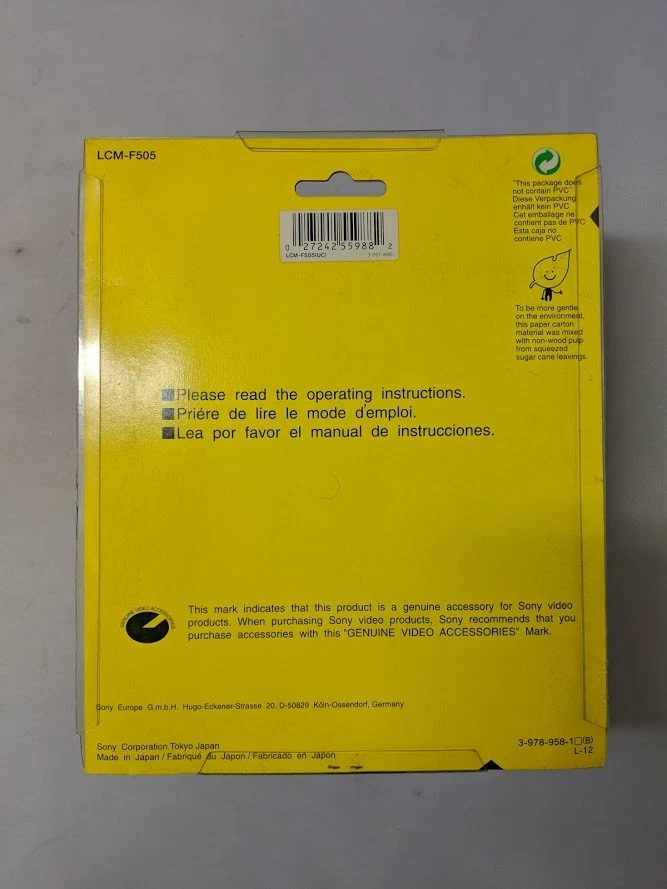 LCM-F505
"This package does
not contain PVC"
Diese Verpackung
enhält kein PVC
Cet emballage ne
contient pas de PVC
Esta caja no
contiene PVC
0 27242 55988 2
LCM-F505(UC)
To be more gentle
on the environment,
this paper carton
material was mixed
with non-wood pulp
from squeezed
sugar cane leavings.
Please read the operating instructions.
Priére de lire le mode d'emploi.
Lea por favor el manual de instrucciones.
GENUINE VIDEO ACCESSORIES
This mark indicates that this product is a genuine accessory for Sony video
products. When purchasing Sony video products, Sony recommends that you
purchase accessories with this "GENUINE VIDEO ACCESSORIES" Mark.
Sony Europe G.m.b.H. Hugo-Eckener-Strasse 20, D-50829 Köln-Ossendorf, Germany
Sony Corporation Tokyo Japan
Made in Japan / Fabriqué au Japon / Fabricado en Japón
3-978-958-1□(B)
L-12